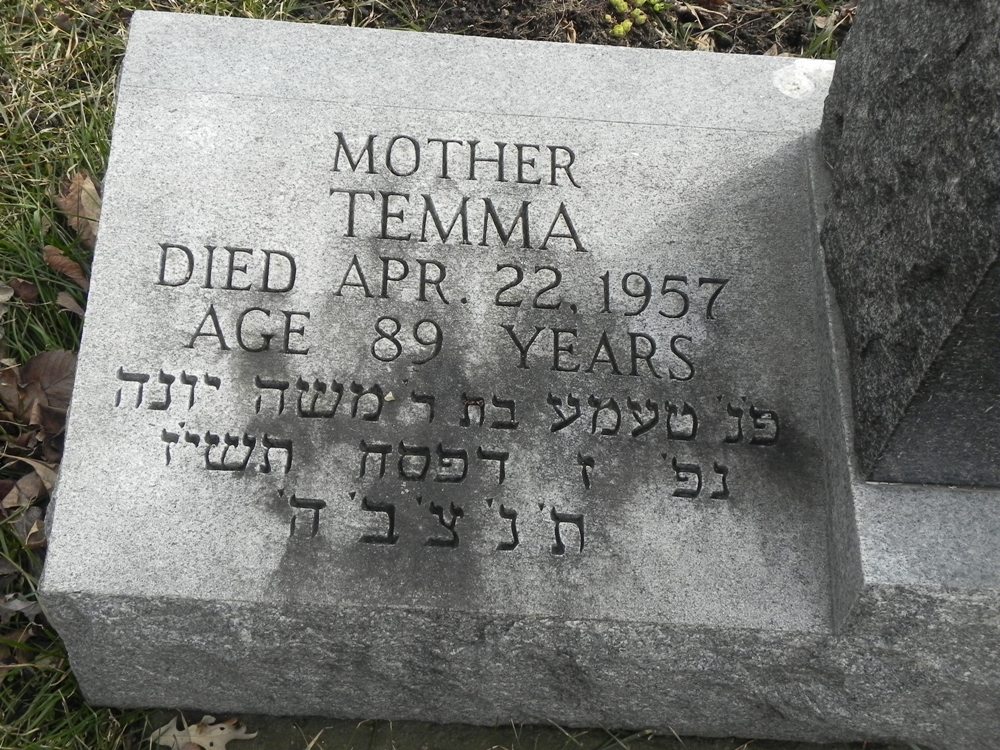 MOTHER
TEMMA
DIED APR. 22, 1957
AGE 89 YEARS
פ'נ' טעמע בת ר' משה יונה
נפ' ז דפסח תשי'ז
ת' נ' צ' ב' ה'